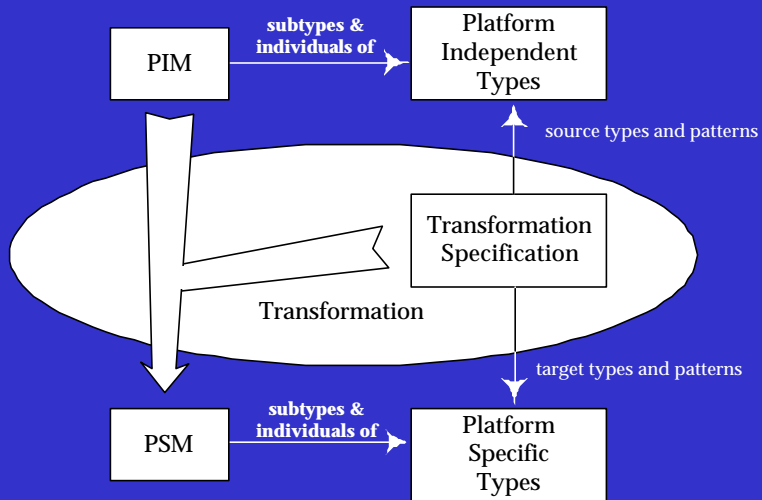 subtypes &
individuals of
PIM
Platform
Independent
Types
source types and patterns
Transformation
Specification
Transformation
target types and patterns
subtypes &
individuals of
PSM
Platform
Specific
Types